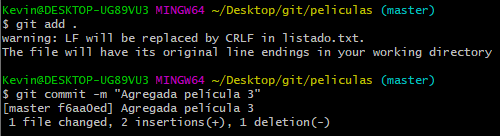 Kevin@DESKTOP-UG89VU3 MINGW64 ~/Desktop/git/peliculas (master)
$ git add .
warning: LF will be replaced by CRLF in listado.txt.
The file will have its original line endings in your working directory
Kevin@DESKTOP-UG89VU3 MINGW64 ~/Desktop/git/peliculas (master)
$ git commit -m "Agregada película 3"
[master f6aa0ed] Agregada película 3
 1 file changed, 2 insertions(+), 1 deletion(-)